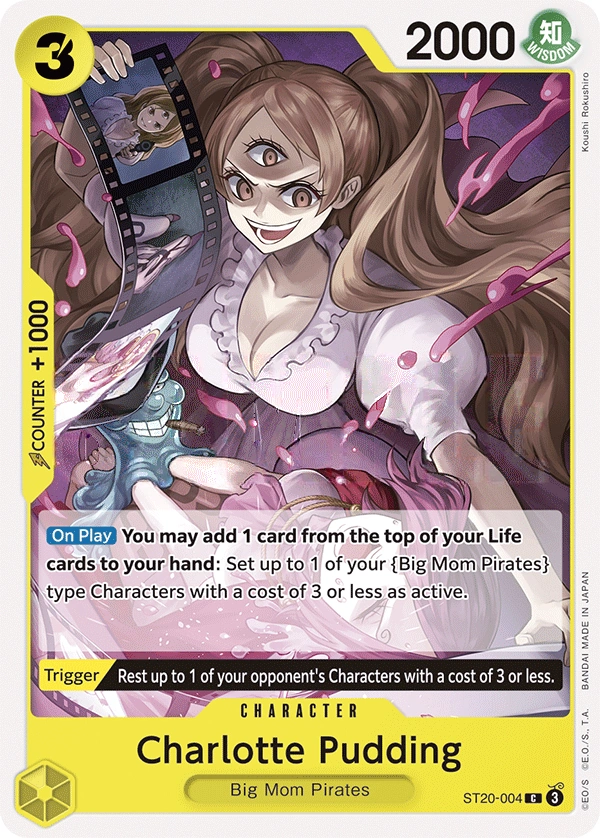 3
2000
知
WISDOM
Koushi Rokushiro
COUNTER +1000
On Play You may add 1 card from the top of your Life
cards to your hand: Set up to 1 of your {Big Mom Pirates}
type Characters with a cost of 3 or less as active.
Trigger Rest up to 1 of your opponent's Characters with a cost of 3 or less.
CHARACTER
Charlotte Pudding
Big Mom Pirates
ST20-004 C 3
©EO/S ©E.O./S., T.A. BANDAI MADE IN JAPAN